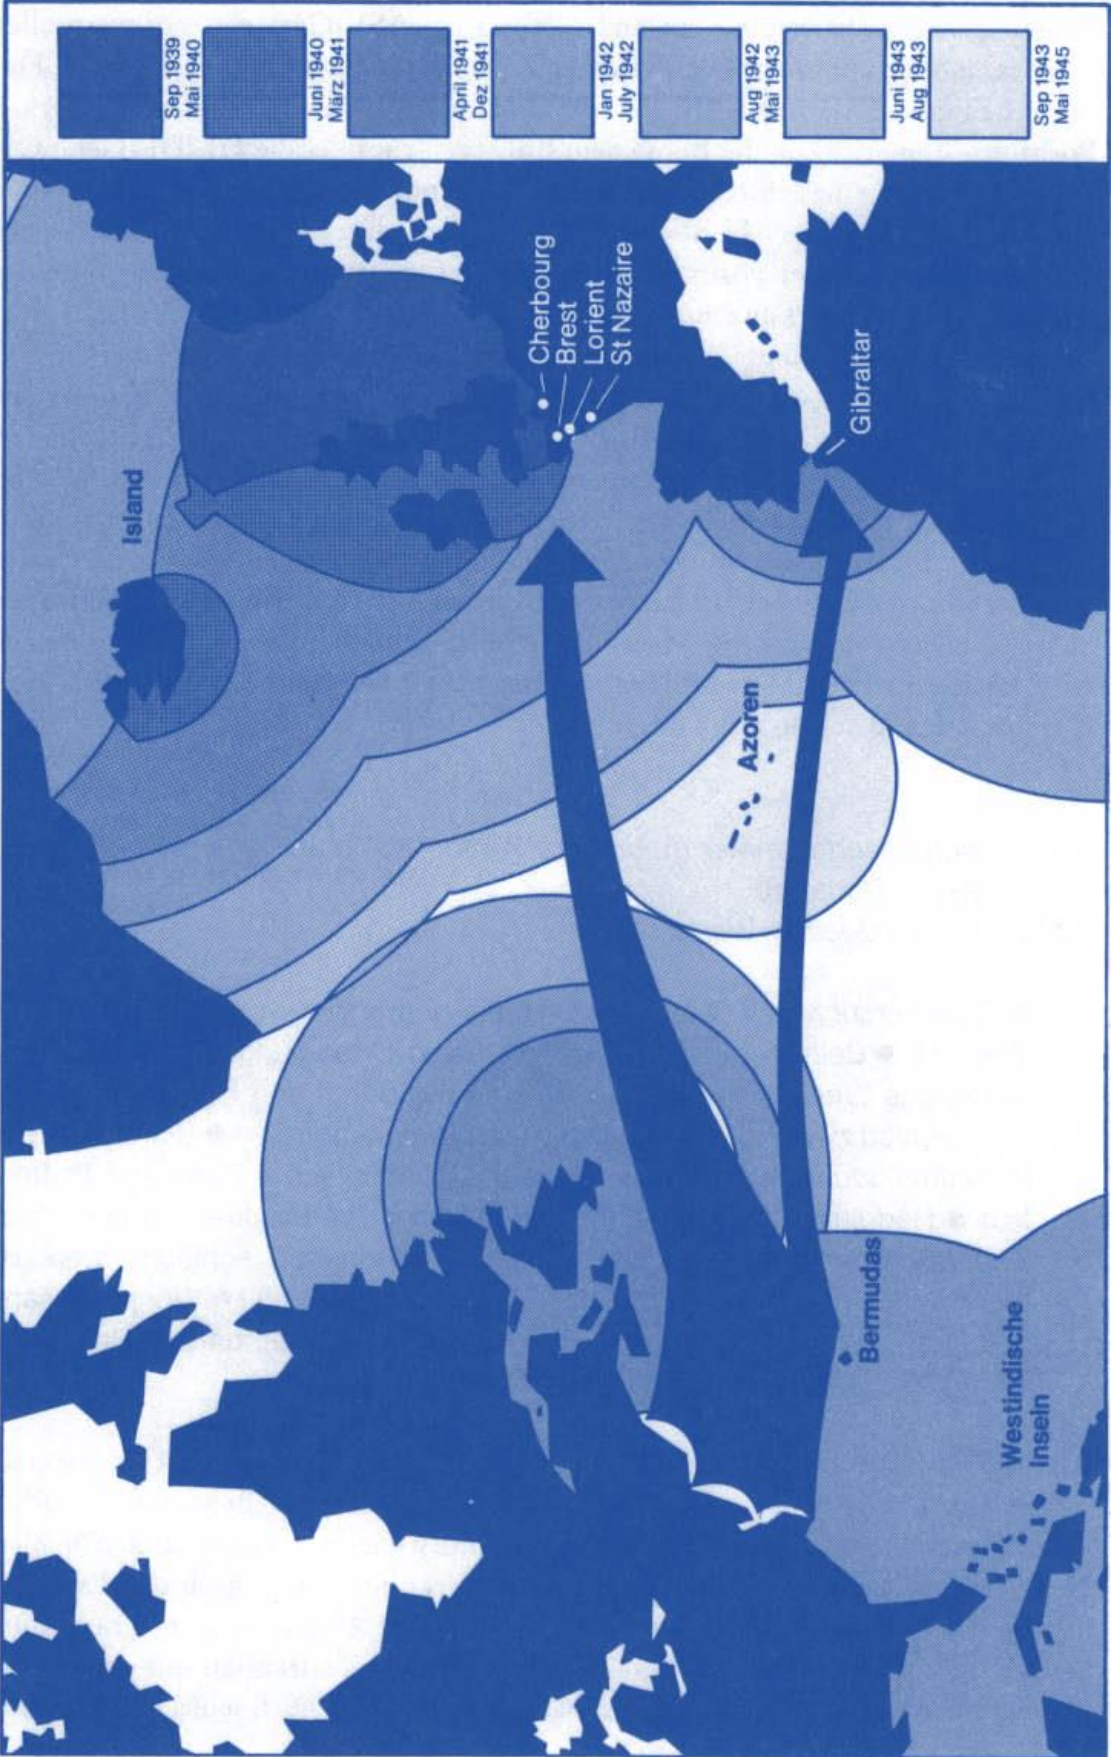 Sep 1939
Mai 1940
Juni 1940
März 1941
April 1941
Dez 1941
Jan 1942
July 1942
Aug 1942
Mai 1943
Juni 1943
Aug 1943
Sep 1943
Mai 1945
Island
Cherbourg
Brest
Lorient
St Nazaire
Gibraltar
Azoren
Bermudas
Westindische
Inseln